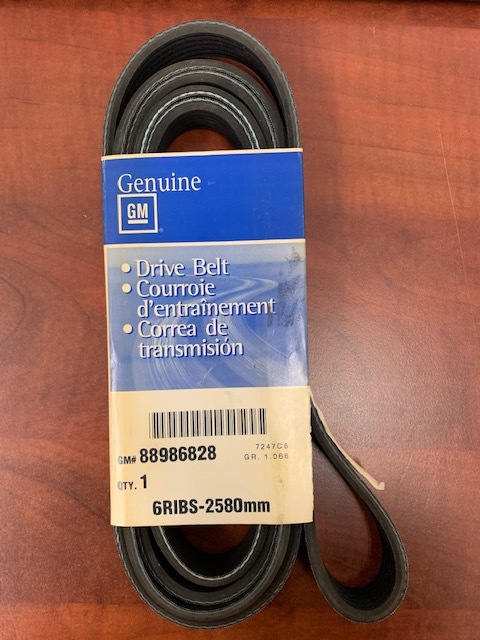 Genuine
GM
• Drive Belt
• Courroie
d'entraînement
• Correa de
transmisión
7247C6
GM# 88986828 GR. 1.066
QTY. 1
6RIBS-2580mm